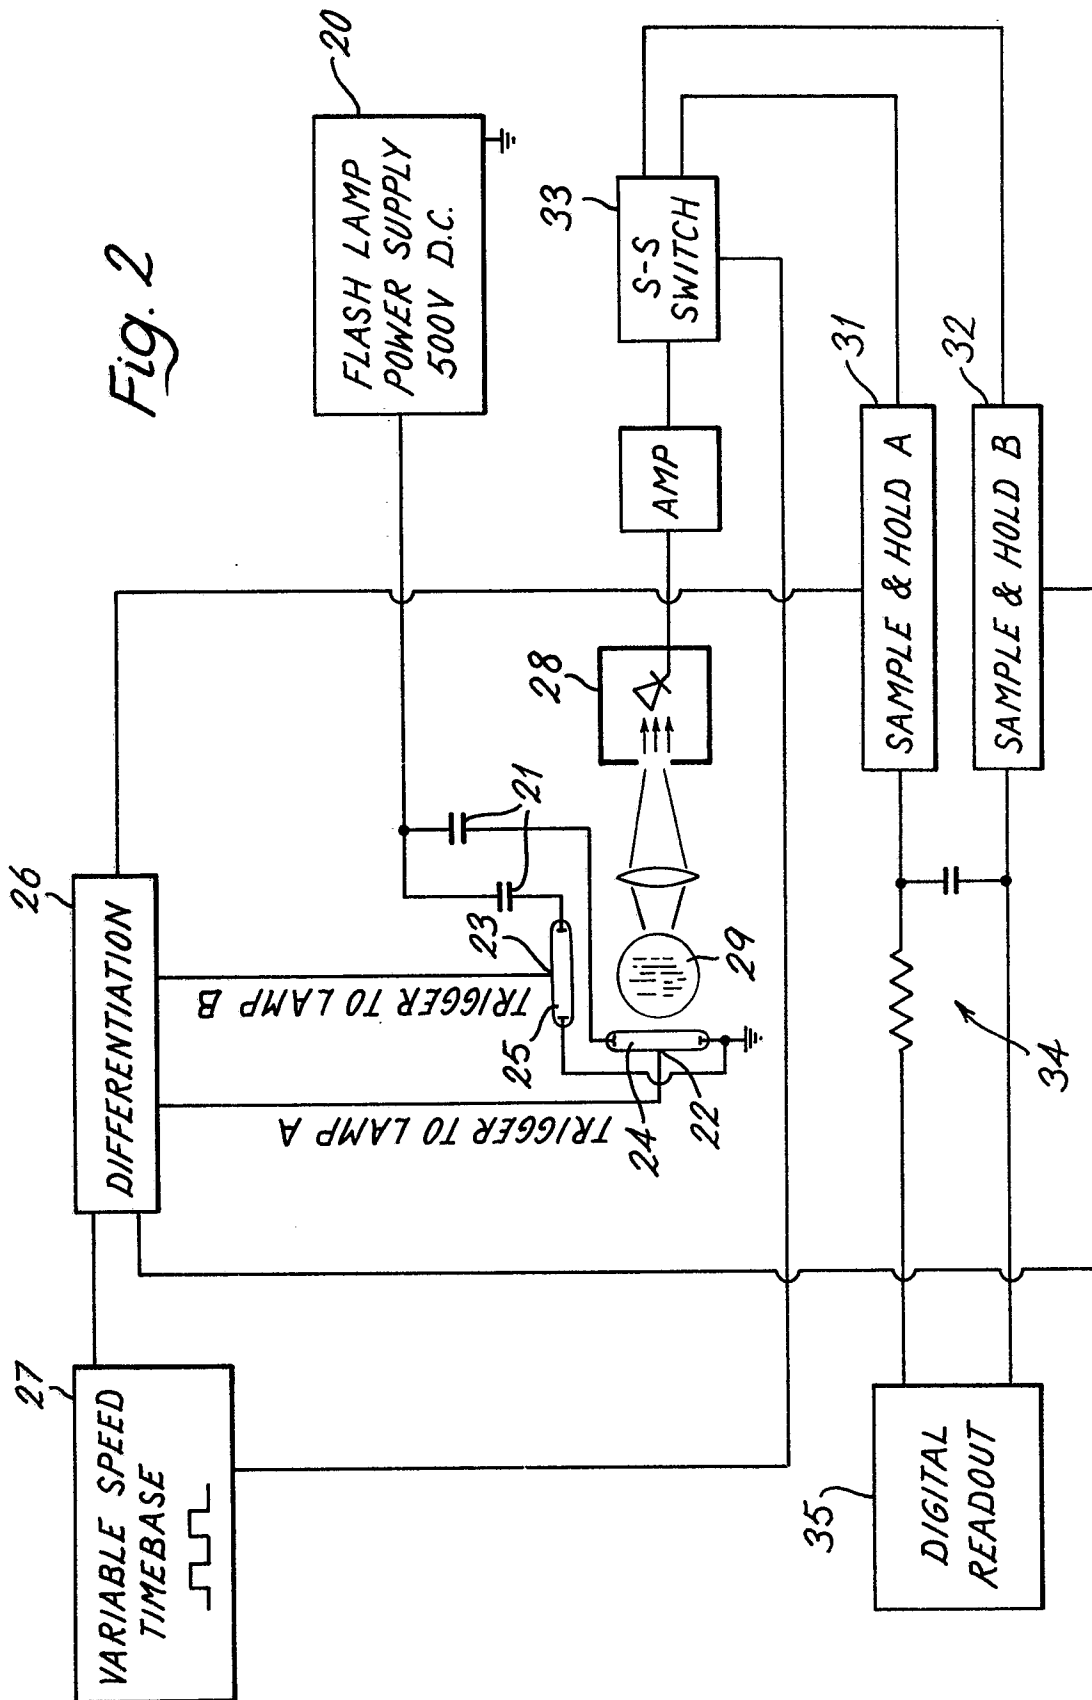 Fig. 2
27
VARIABLE SPEED
TIMEBASE
26
DIFFERENTIATION
20
FLASH LAMP
POWER SUPPLY
500V D.C.
TRIGGER TO LAMP A
TRIGGER TO LAMP B
21
23
25
24
22
29
28
AMP
33
S-S
SWITCH
31
SAMPLE & HOLD A
32
SAMPLE & HOLD B
34
35
DIGITAL
READOUT